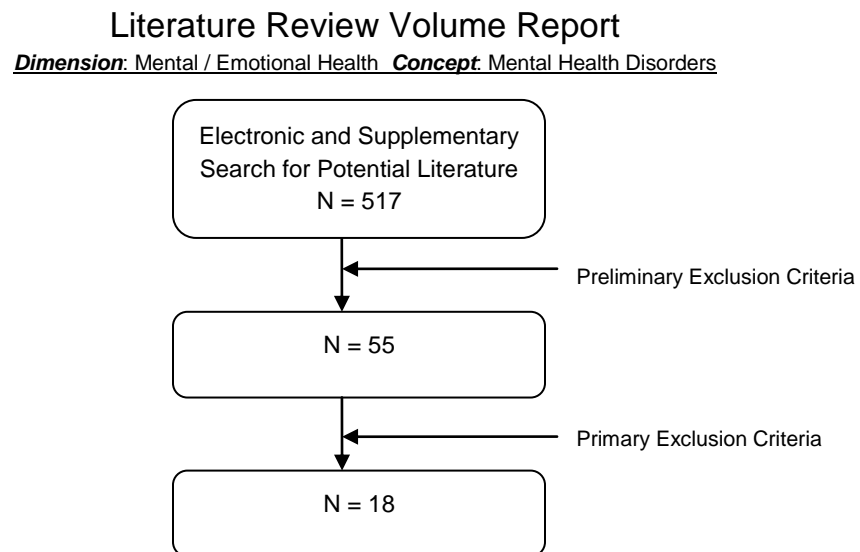 Literature Review Volume Report
Dimension: Mental / Emotional Health Concept: Mental Health Disorders
Electronic and Supplementary
Search for Potential Literature
N = 517
Preliminary Exclusion Criteria
N = 55
Primary Exclusion Criteria
N = 18